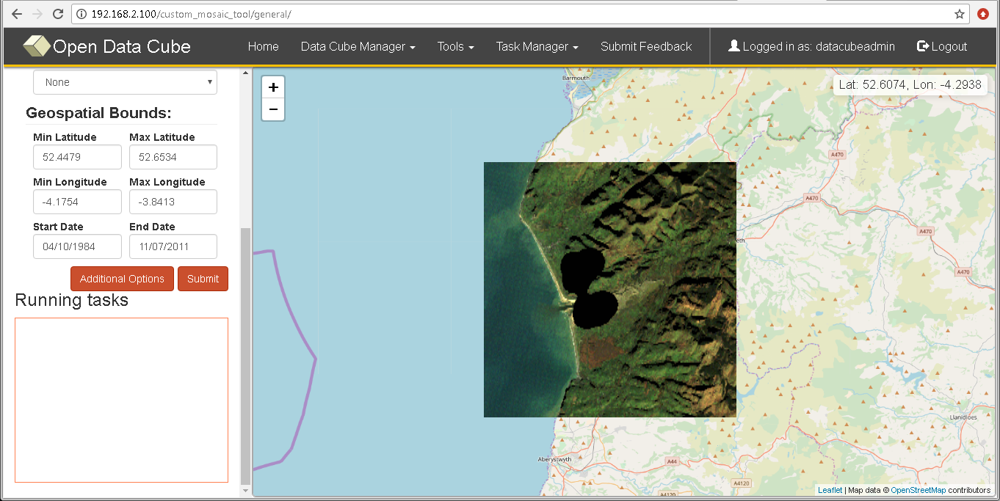 192.168.2.100/custom_mosaic_tool/general/
Open Data Cube
Home
Data Cube Manager
Tools
Task Manager
Submit Feedback
Logged in as: datacubeadmin
Logout
None
Geospatial Bounds:
Min Latitude Max Latitude
52.4479 52.6534
Min Longitude Max Longitude
-4.1754 -3.8413
Start Date End Date
04/10/1984 11/07/2011
Additional Options Submit
Running tasks
+
−
Lat: 52.6074, Lon: -4.2938
Barmouth
A470
A470
A470
eth
A470
Llanidloes
Aberystwyth
A44
A4120
A4120
Leaflet | Map data © OpenStreetMap contributors